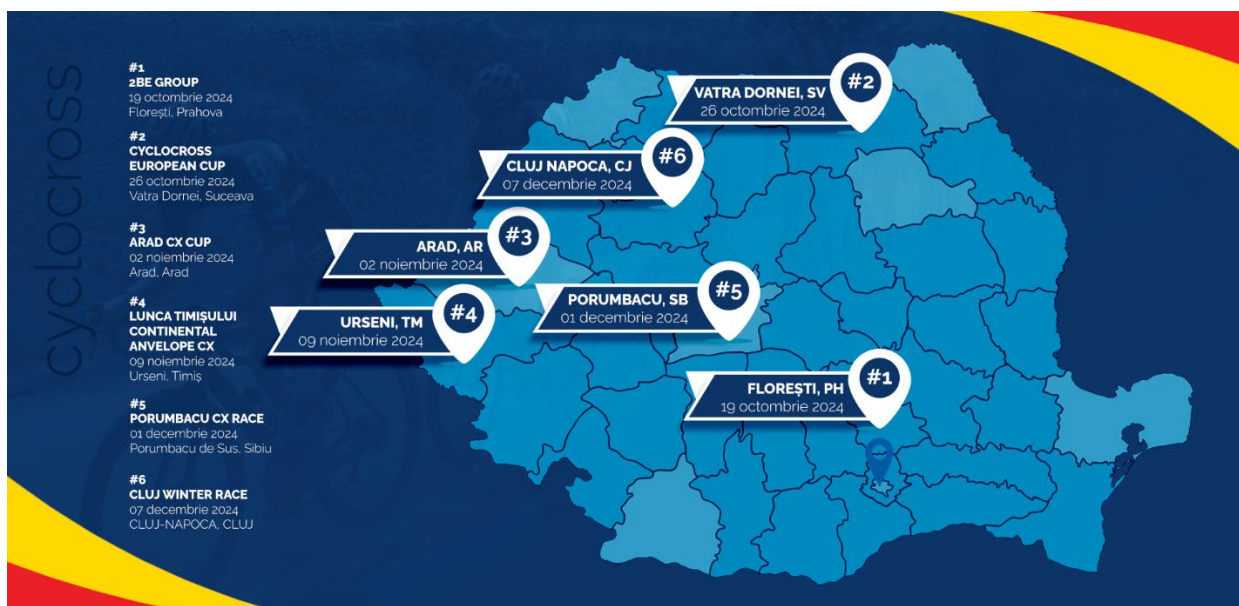 cyclocross
#1
2BE GROUP
19 octombrie 2024
Florești, Prahova
#2
CYCLOCROSS
EUROPEAN CUP
26 octombrie 2024
Vatra Dornei, Suceava
#3
ARAD CX CUP
02 noiembrie 2024
Arad, Arad
#4
LUNCA TIMIȘULUI
CONTINENTAL
ANVELOPE CX
09 noiembrie 2024
Urseni, Timiș
#5
PORUMBACU CX RACE
01 decembrie 2024
Porumbacu de Sus, Sibiu
#6
CLUJ WINTER RACE
07 decembrie 2024
CLUJ-NAPOCA, CLUJ
VATRA DORNEI, SV
26 octombrie 2024
#2
CLUJ NAPOCA, CJ
07 decembrie 2024
#6
ARAD, AR
02 noiembrie 2024
#3
PORUMBACU, SB
01 decembrie 2024
#5
URSENI, TM
09 noiembrie 2024
#4
FLOREȘTI, PH
19 octombrie 2024
#1